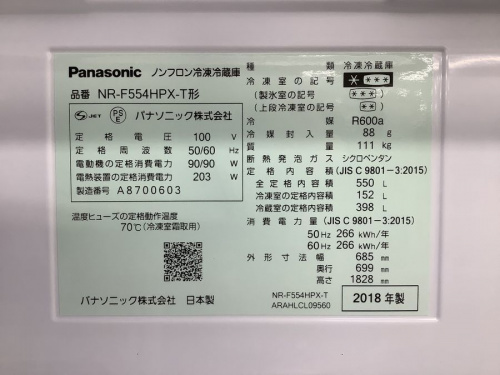 Panasonic ノンフロン冷凍冷蔵庫
品番 NR-F554HPX-T形
JET PS E パナソニック株式会社
定格電圧 100 V
定格周波数 50/60 Hz
電動機の定格消費電力 90/90 W
電熱装置の定格消費電力 203 W
製造番号 A8700603
温度ヒューズの定格動作温度
70℃(冷凍室霜取用)
パナソニック株式会社 日本製
種類 冷凍冷蔵庫
冷凍室の記号
(製氷室の記号)
(上段冷凍室の記号)
冷媒 R600a
冷媒封入量 88 g
質量 111 kg
断熱発泡ガス シクロペンタン
定格内容積 (JIS C 9801-3:2015)
全定格内容積 550 L
冷凍室の定格内容積 152 L
冷蔵室の定格内容積 398 L
消費電力量 (JIS C 9801-3:2015)
50Hz 266 kWh/年
60Hz 266 kWh/年
外形寸法 幅 685 mm
奥行 699 mm
高さ 1828 mm
NR-F554HPX-T
ARAHLCL09560
2018年製